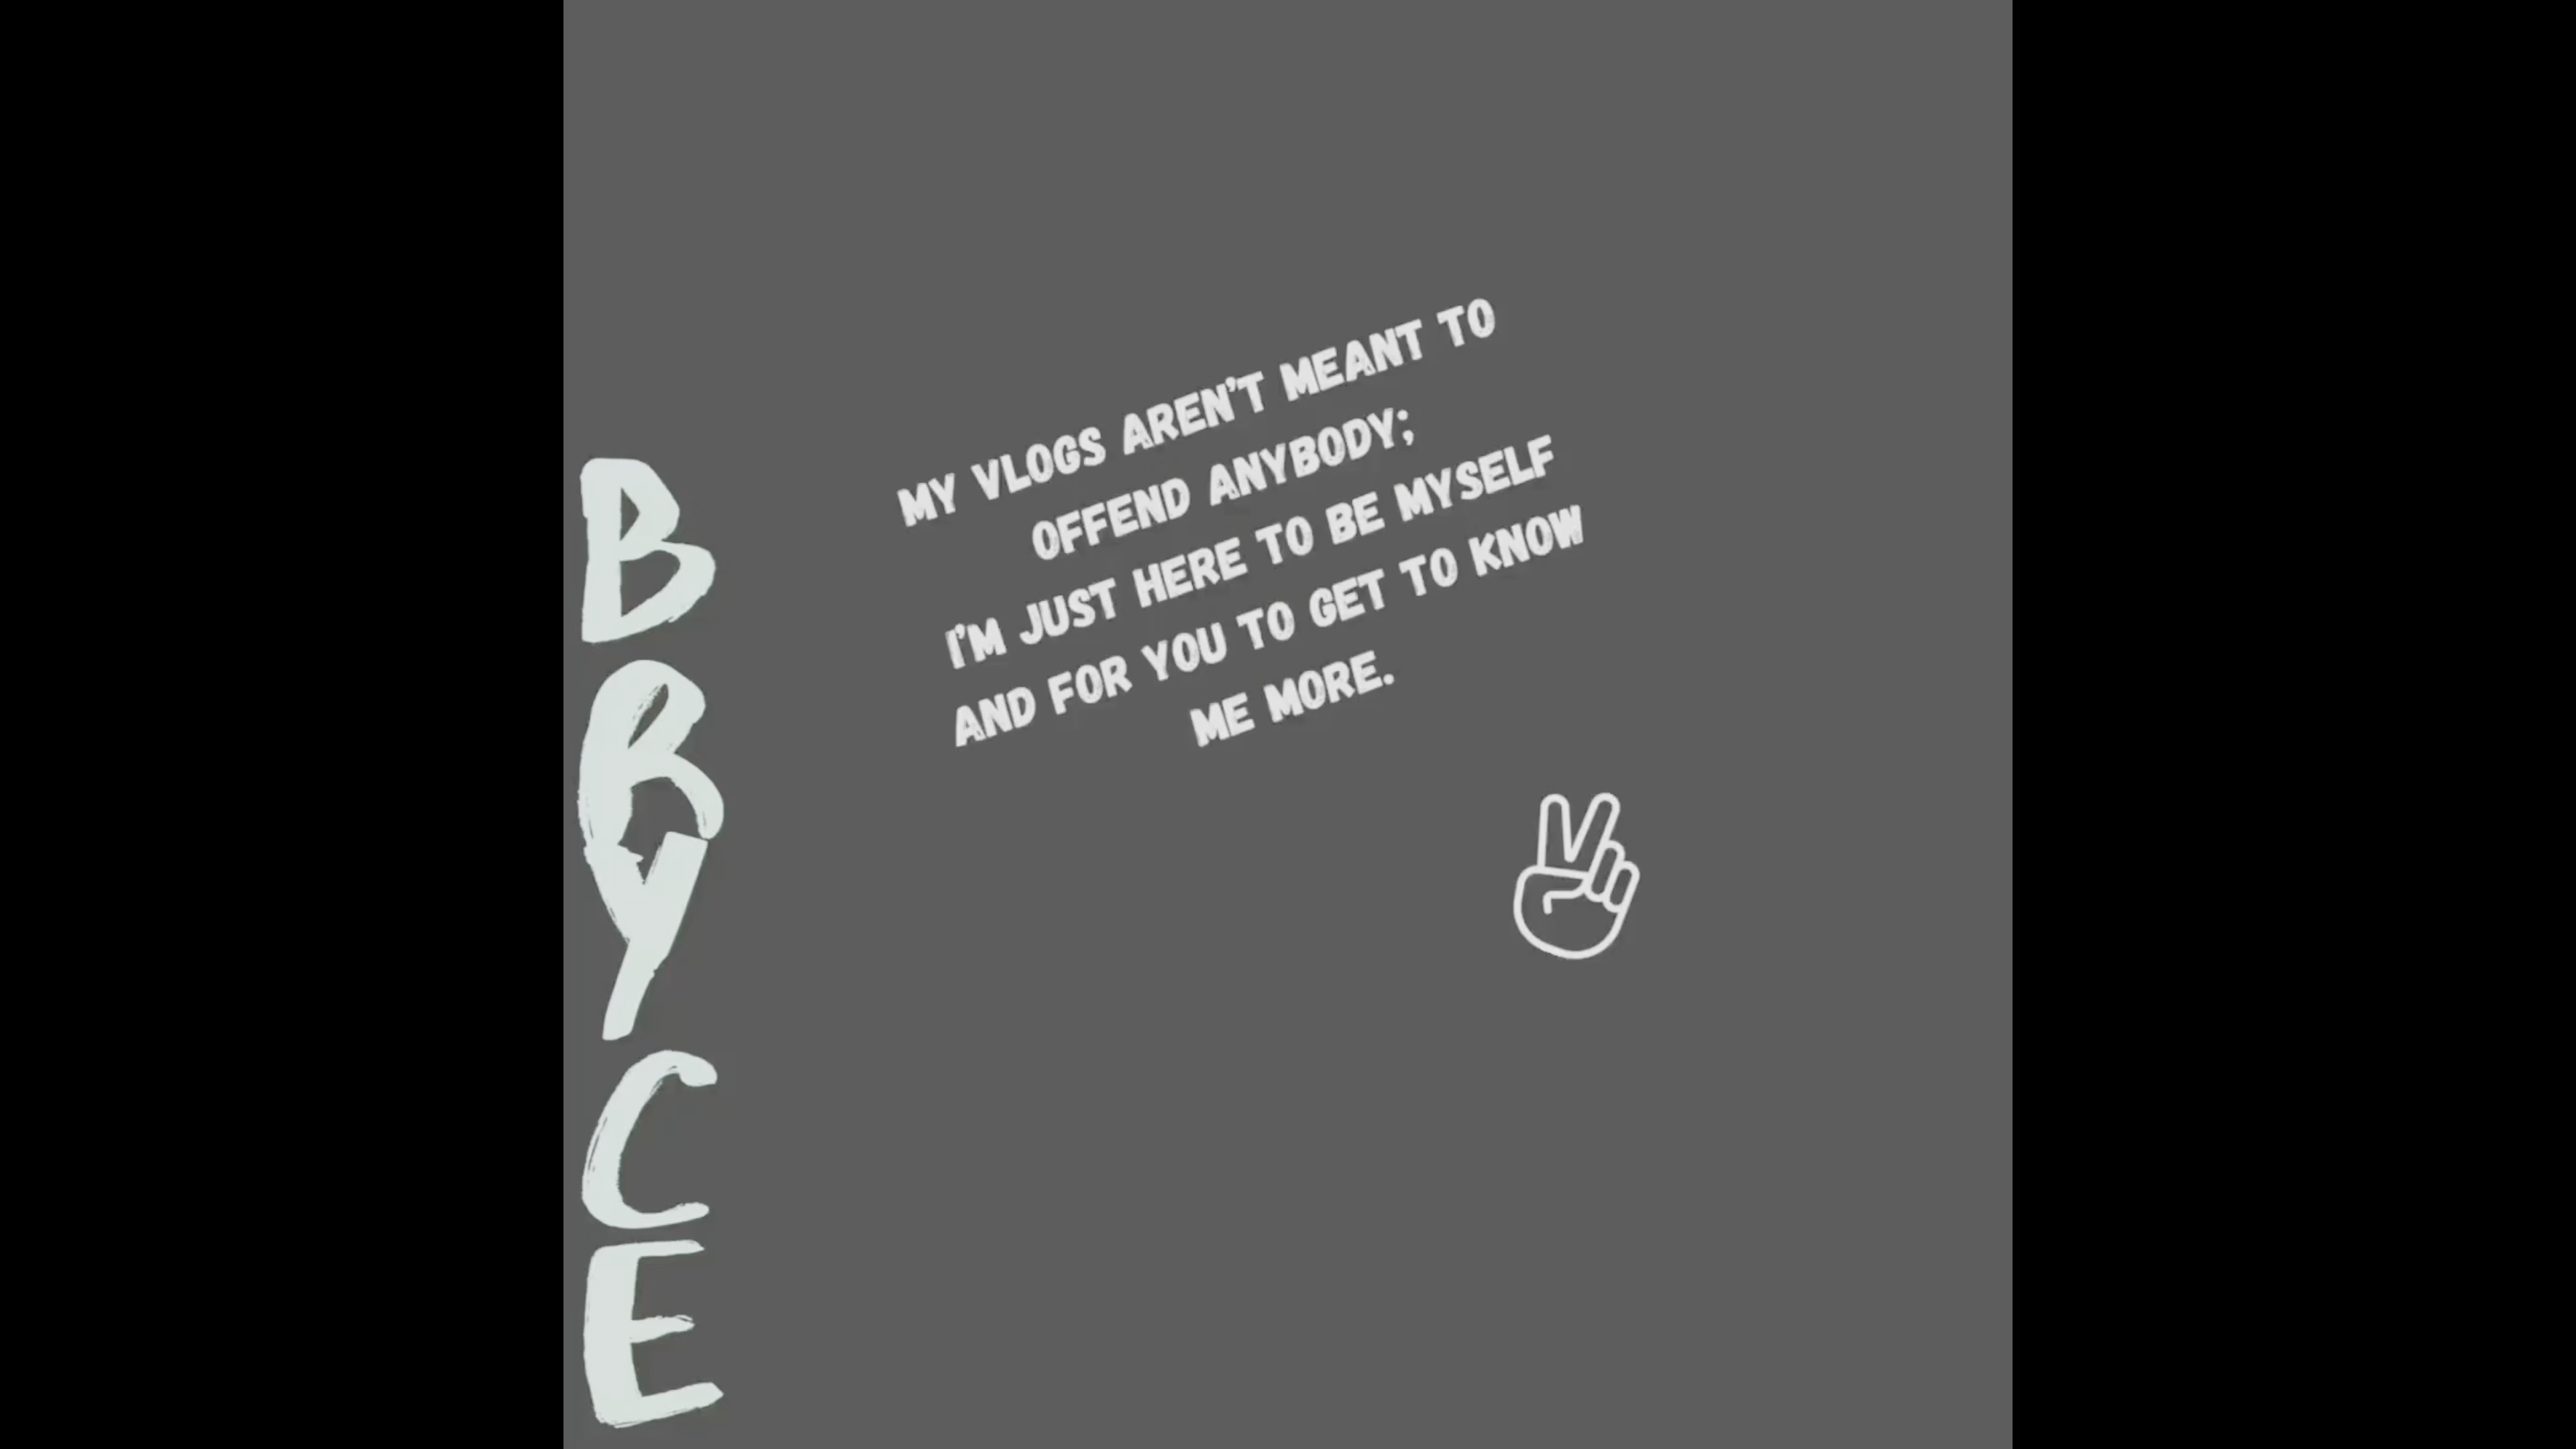 MY VLOGS AREN'T MEANT TO
OFFEND ANYBODY;
I'M JUST HERE TO BE MYSELF
AND FOR YOU TO GET TO KNOW
ME MORE.
BRYCE